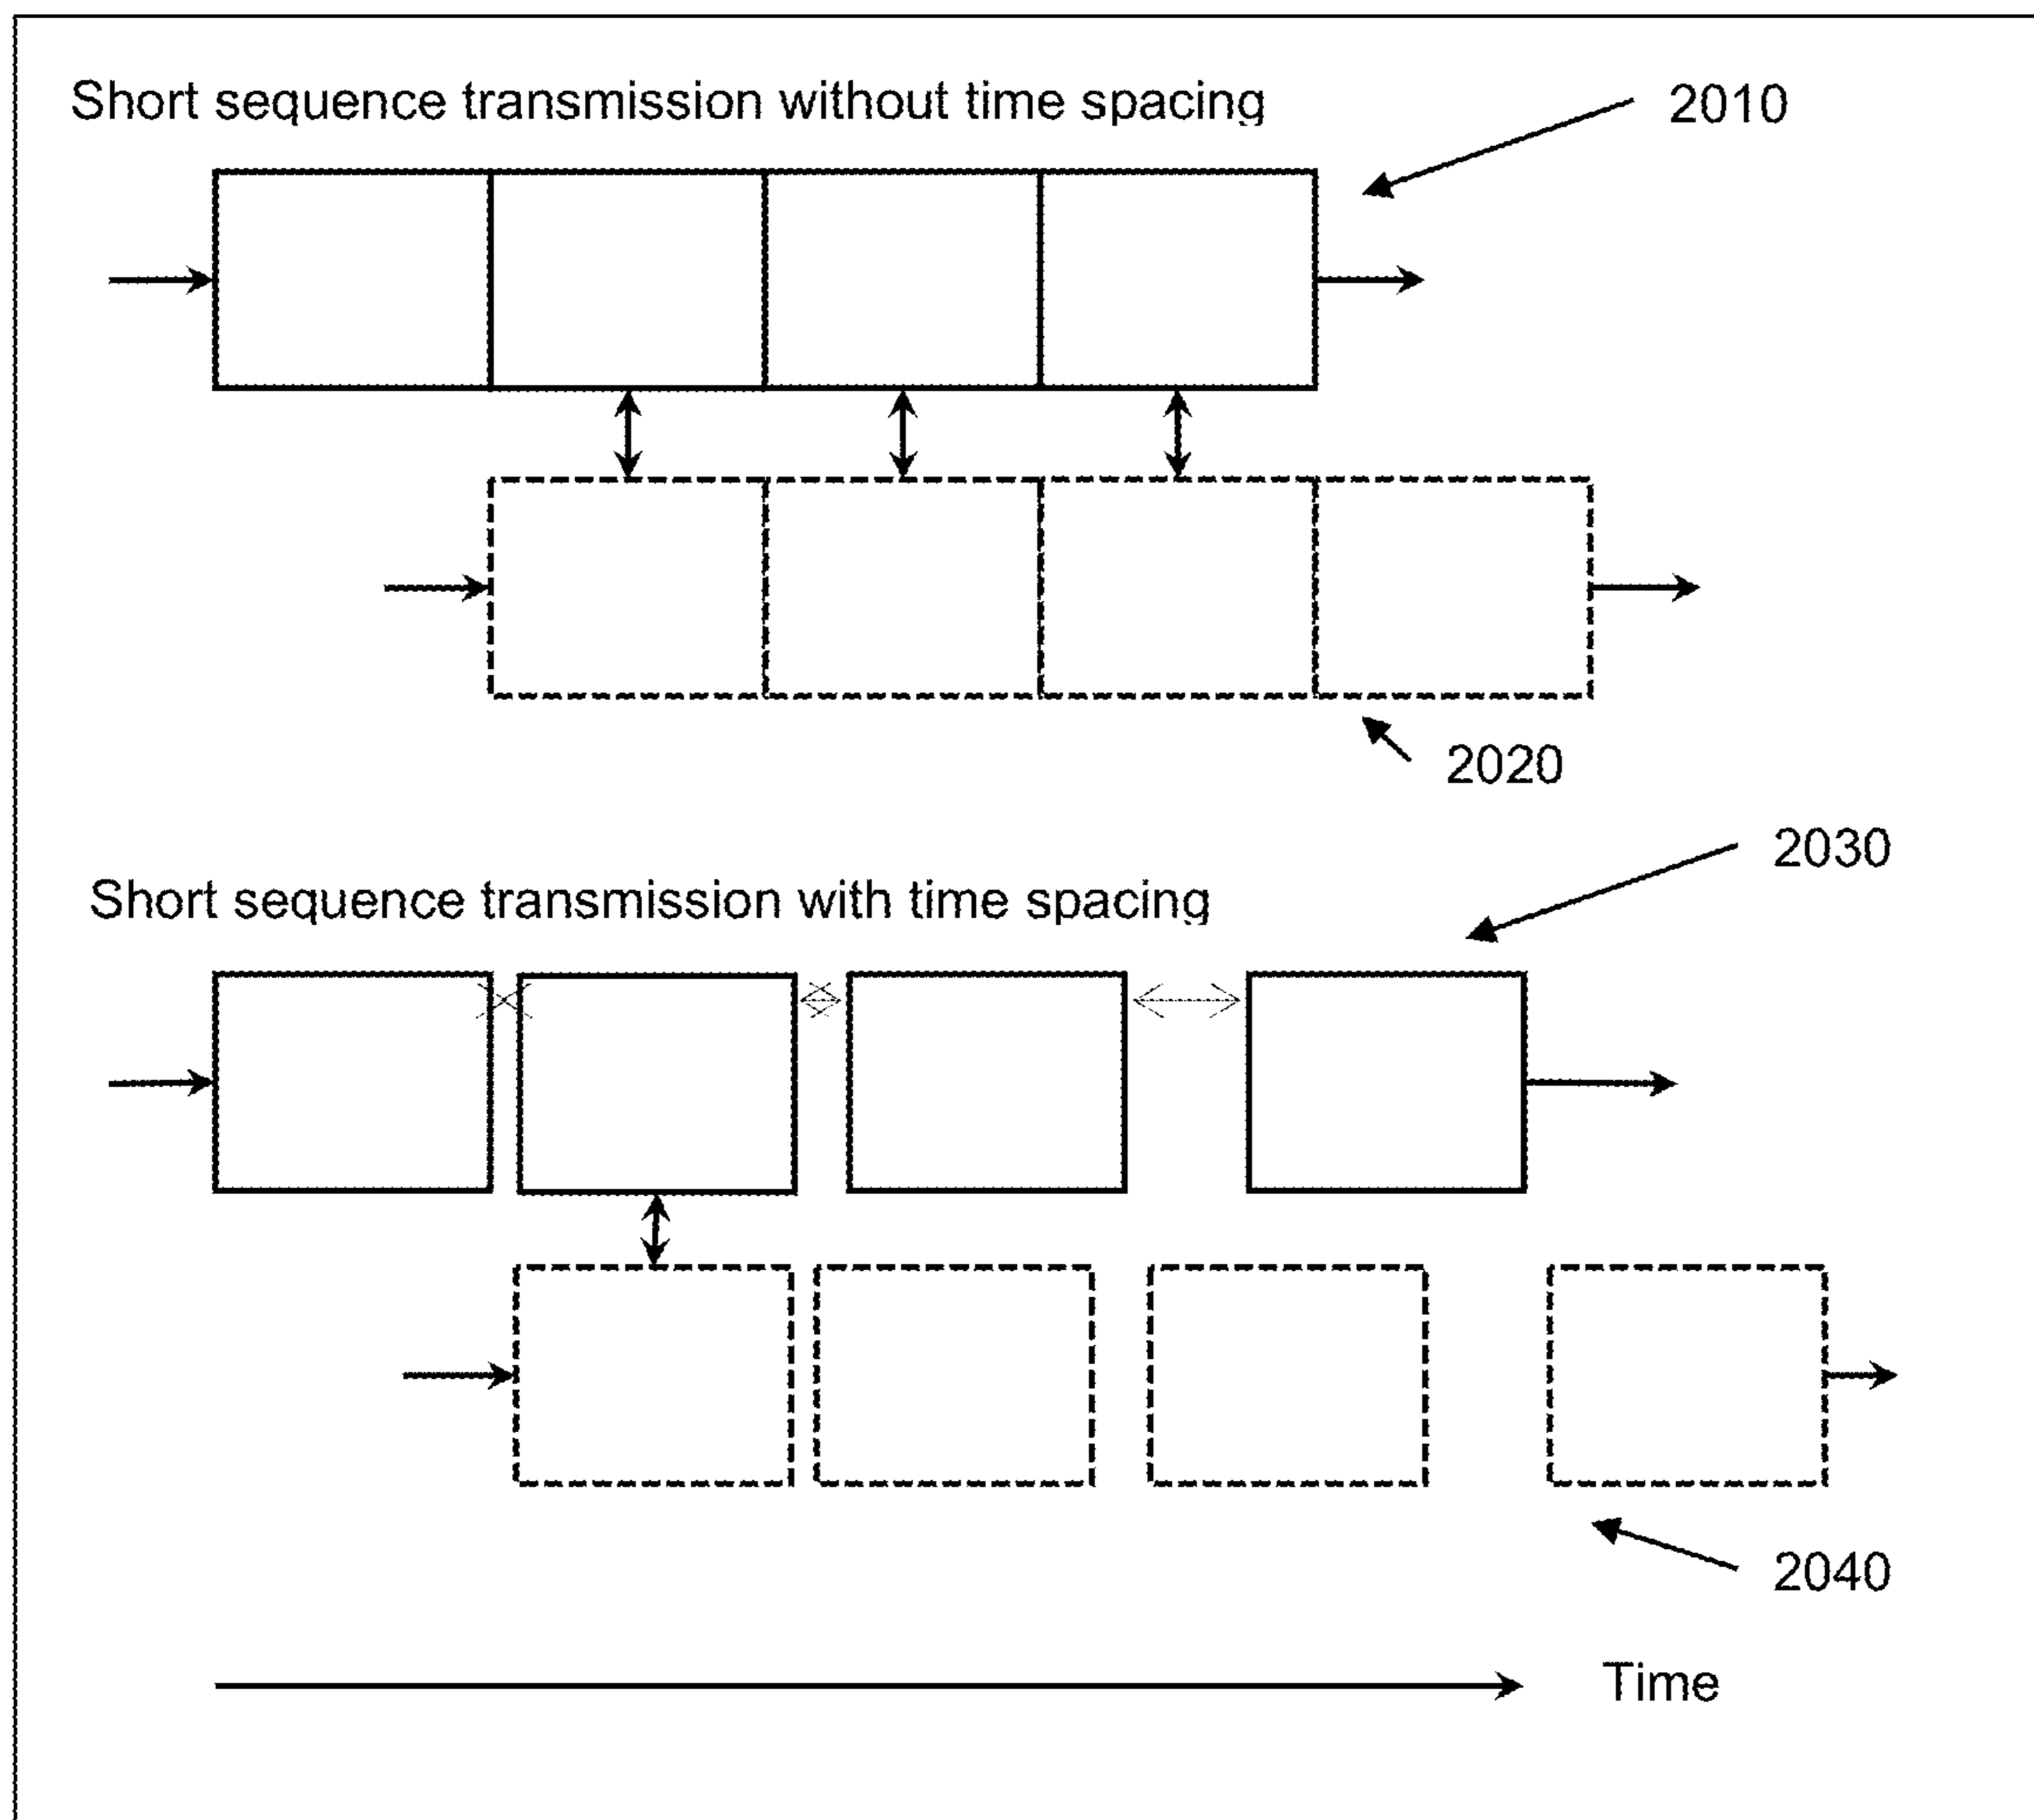 Short sequence transmission without time spacing
2010
2020
2030
Short sequence transmission with time spacing
2040
Time